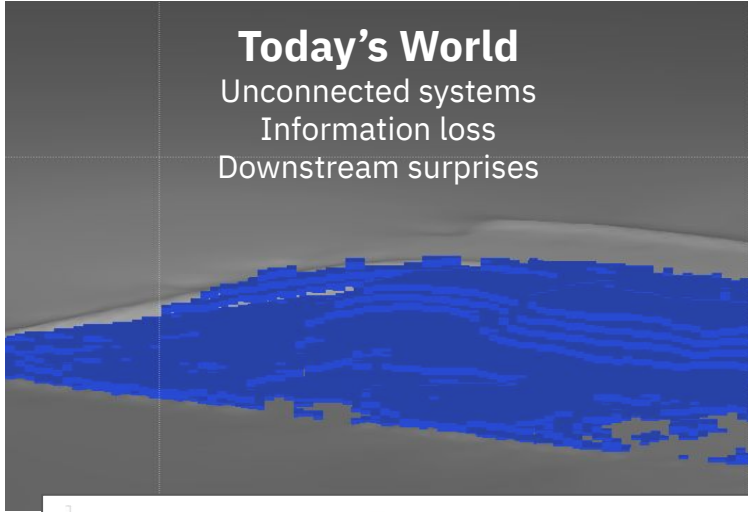 Today’s World
Unconnected systems
Information loss
Downstream surprises